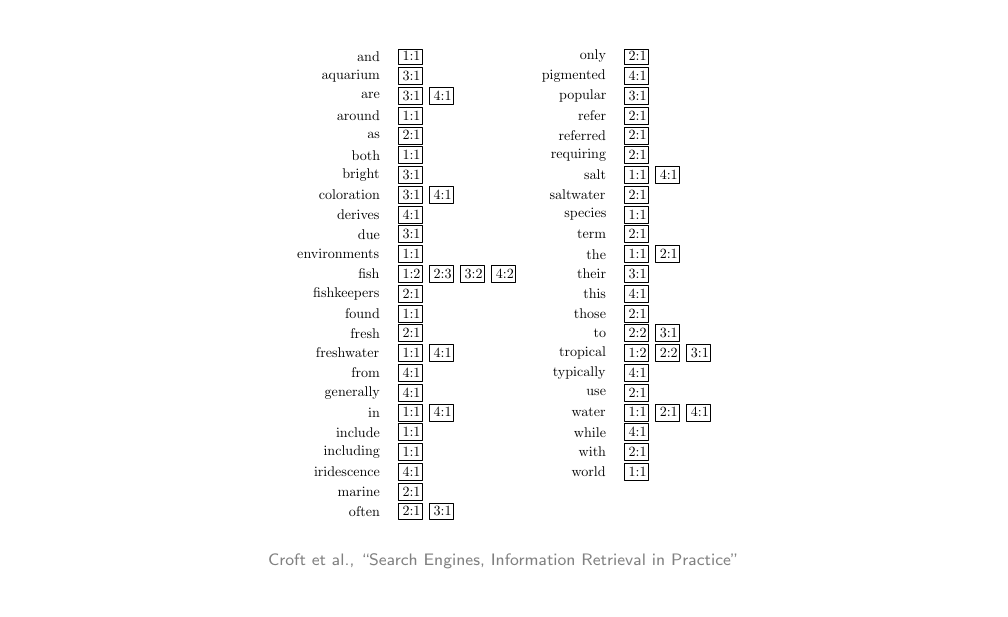 and 1:1
aquarium 3:1
are 3:1 4:1
around 1:1
as 2:1
both 1:1
bright 3:1
coloration 3:1 4:1
derives 4:1
due 3:1
environments 1:1
fish 1:2 2:3 3:2 4:2
fishkeepers 2:1
found 1:1
fresh 2:1
freshwater 1:1 4:1
from 4:1
generally 4:1
in 1:1 4:1
include 1:1
including 1:1
iridescence 4:1
marine 2:1
often 2:1 3:1
only 2:1
pigmented 4:1
popular 3:1
refer 2:1
referred 2:1
requiring 2:1
salt 1:1 4:1
saltwater 2:1
species 1:1
term 2:1
the 1:1 2:1
their 3:1
this 4:1
those 2:1
to 2:2 3:1
tropical 1:2 2:2 3:1
typically 4:1
use 2:1
water 1:1 2:1 4:1
while 4:1
with 2:1
world 1:1
Croft et al., “Search Engines, Information Retrieval in Practice”